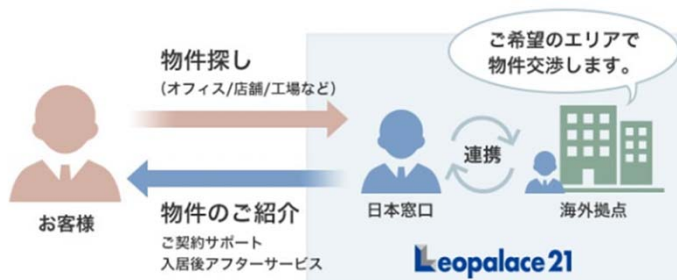 物件探し
(オフィス/店舗/工場など)
ご希望のエリアで
物件交渉します。
連携
お客様
物件のご紹介
ご契約サポート
入居後アフターサービス
日本窓口
海外拠点
Leopalace21